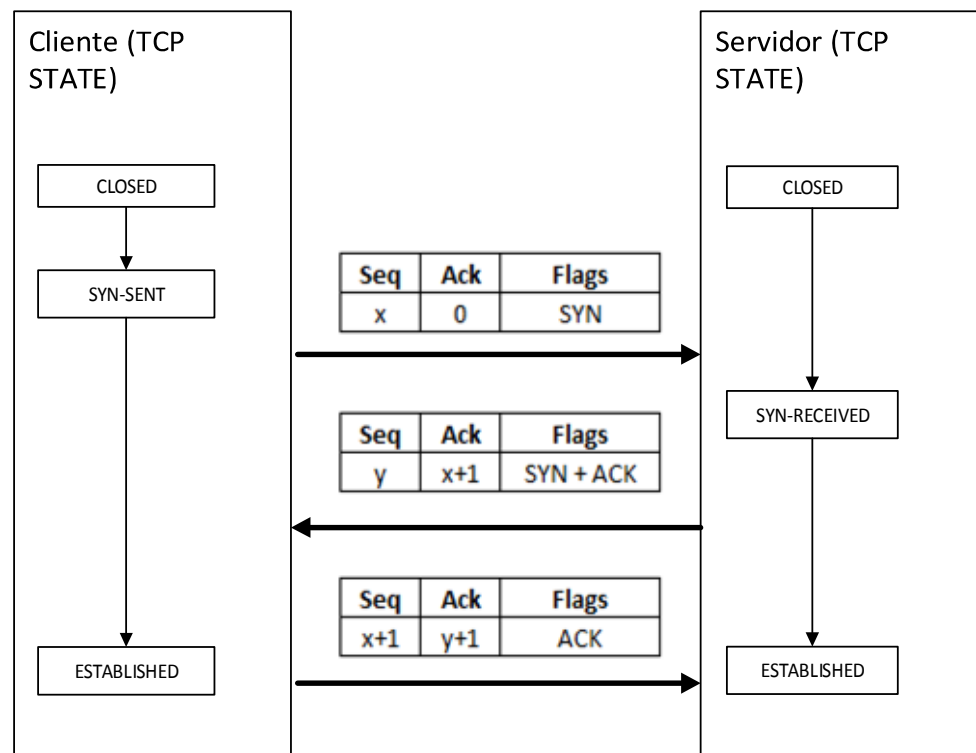 Cliente (TCP
STATE)
Servidor (TCP
STATE)
CLOSED
CLOSED
SYN-SENT
Seq Ack Flags
x 0 SYN
SYN-RECEIVED
Seq Ack Flags
y x+1 SYN + ACK
Seq Ack Flags
x+1 y+1 ACK
ESTABLISHED
ESTABLISHED